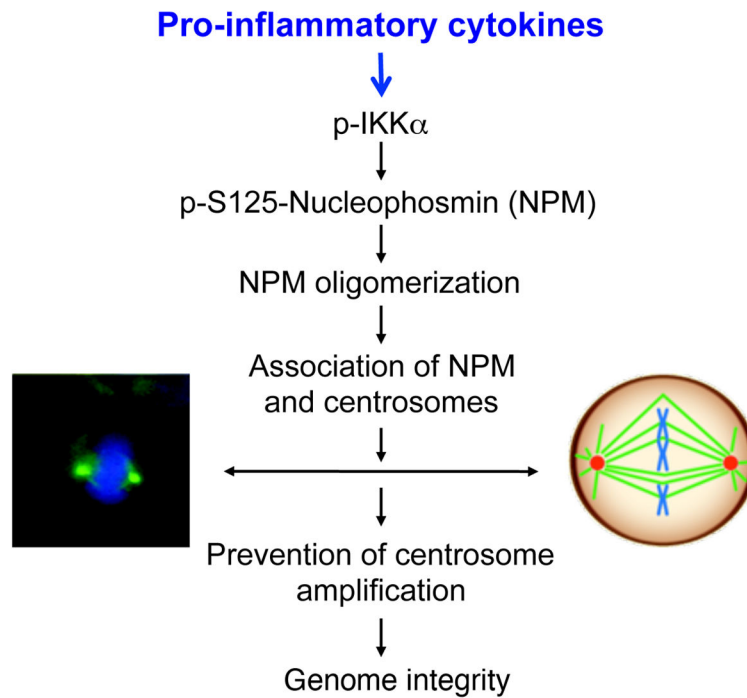 Pro-inflammatory cytokines
p-IKKα
p-S125-Nucleophosmin (NPM)
NPM oligomerization
Association of NPM
and centrosomes
Prevention of centrosome
amplification
Genome integrity